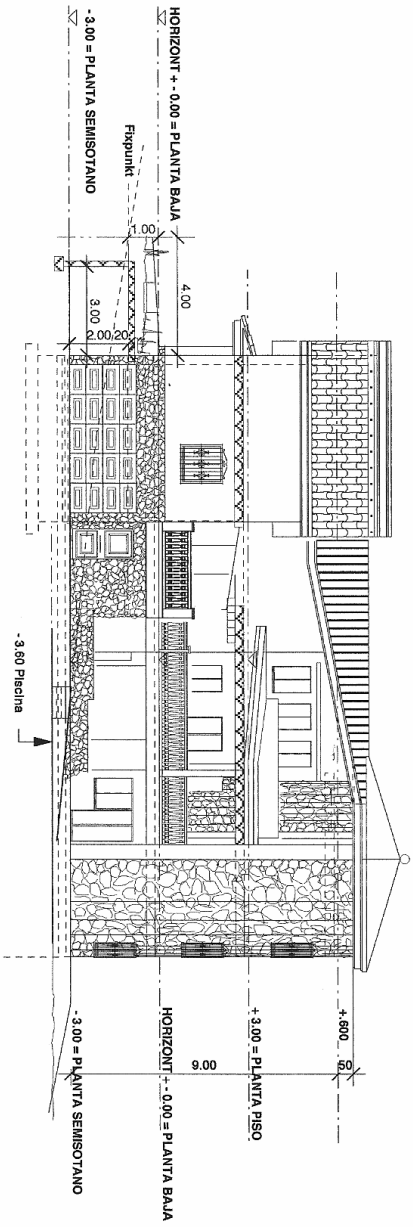 HORIZONT + - 0.00 = PLANTA BAJA
- 3.00 = PLANTA SEMISOTANO
Fixpunkt
1.00
4.00
3.00
2.00
20
- 3.60 Piscina
+.600
50
+ 3.00 = PLANTA PISO
9.00
HORIZONT + - 0.00 = PLANTA BAJA
- 3.00 = PLANTA SEMISOTANO